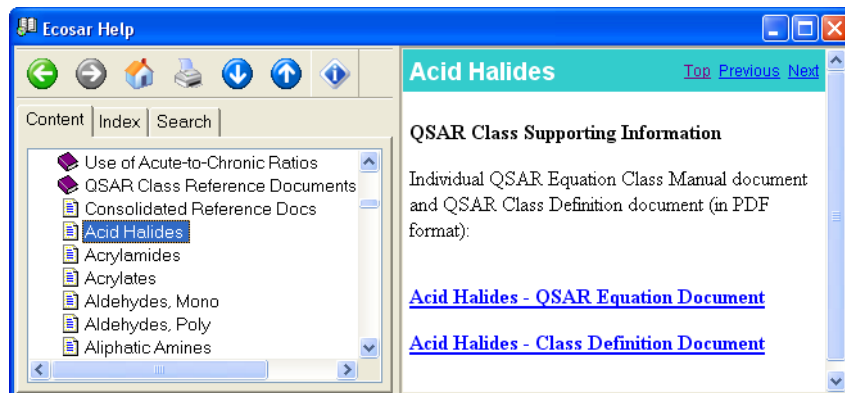 Ecosar Help
Content Index Search
Use of Acute-to-Chronic Ratios
QSAR Class Reference Documents
Consolidated Reference Docs
Acid Halides
Acrylamides
Acrylates
Aldehydes, Mono
Aldehydes, Poly
Aliphatic Amines
Acid Halides Top Previous Next
QSAR Class Supporting Information
Individual QSAR Equation Class Manual document
and QSAR Class Definition document (in PDF
format):
Acid Halides - QSAR Equation Document
Acid Halides - Class Definition Document